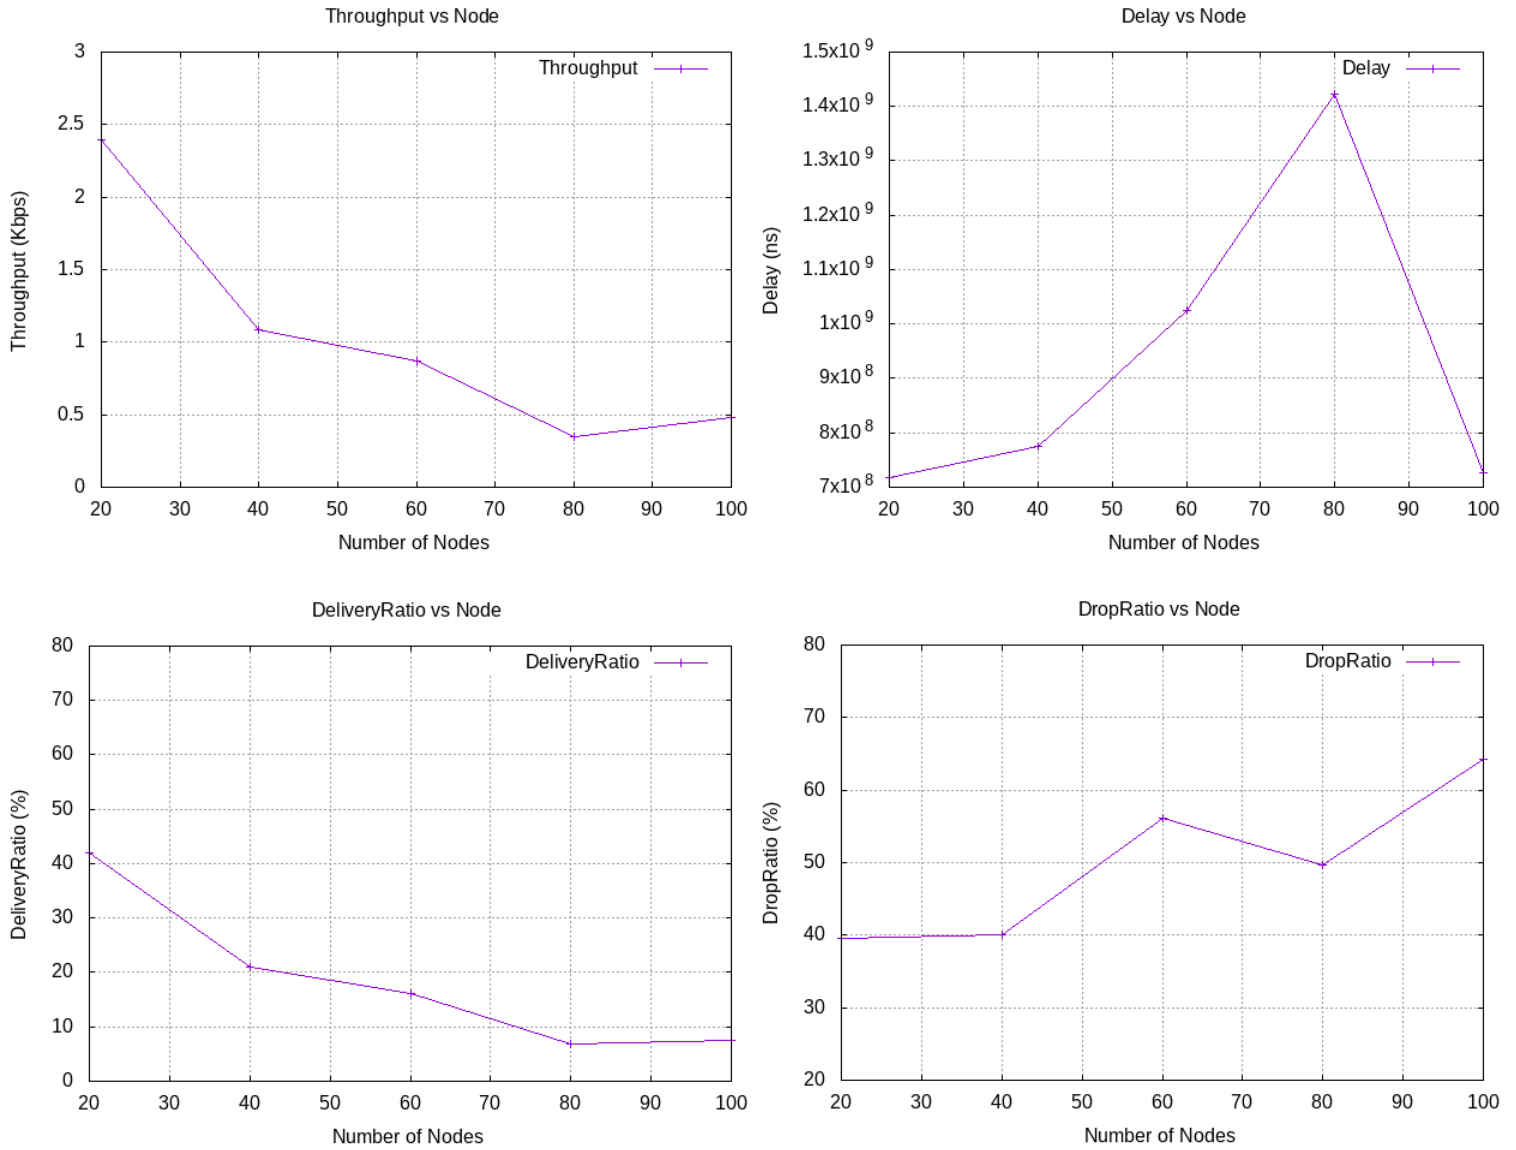 Throughput vs Node
Throughput
3
2.5
2
1.5
1
0.5
0
Throughput (Kbps)
20 30 40 50 60 70 80 90 100
Number of Nodes
Delay vs Node
Delay
1.5x10 9
1.4x10 9
1.3x10 9
1.2x10 9
1.1x10 9
1x10 9
9x10 8
8x10 8
7x10 8
Delay (ns)
20 30 40 50 60 70 80 90 100
Number of Nodes
DeliveryRatio vs Node
DeliveryRatio
80
70
60
50
40
30
20
10
0
DeliveryRatio (%)
20 30 40 50 60 70 80 90 100
Number of Nodes
DropRatio vs Node
DropRatio
80
70
60
50
40
30
20
DropRatio (%)
20 30 40 50 60 70 80 90 100
Number of Nodes